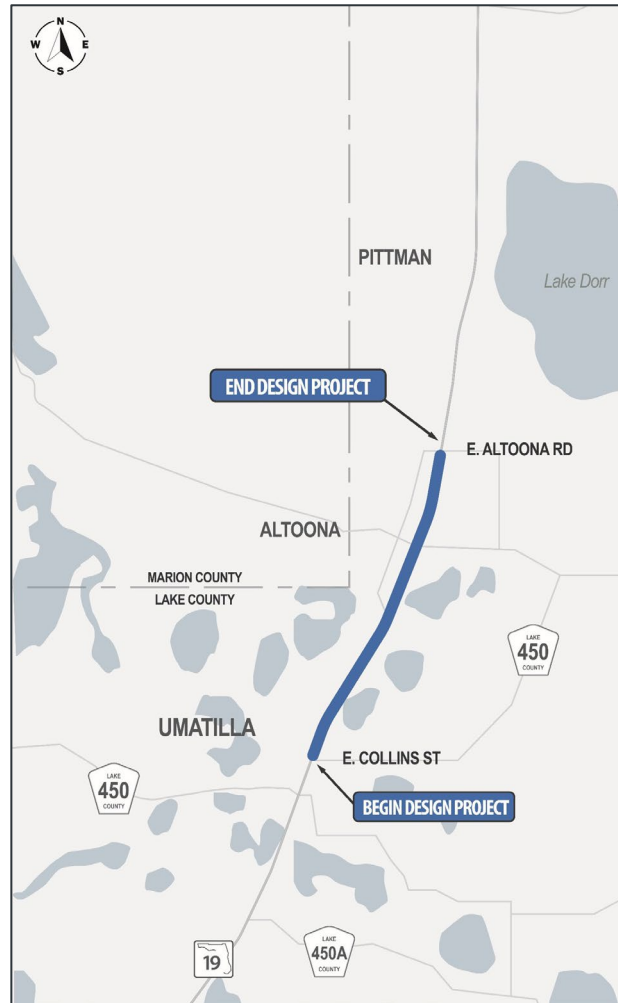 N
W E
S
PITTMAN
Lake Dorr
END DESIGN PROJECT
E. ALTOONA RD
ALTOONA
MARION COUNTY
LAKE COUNTY
LAKE
450
COUNTY
UMATILLA
E. COLLINS ST
LAKE
450
COUNTY
BEGIN DESIGN PROJECT
LAKE
450A
COUNTY
19